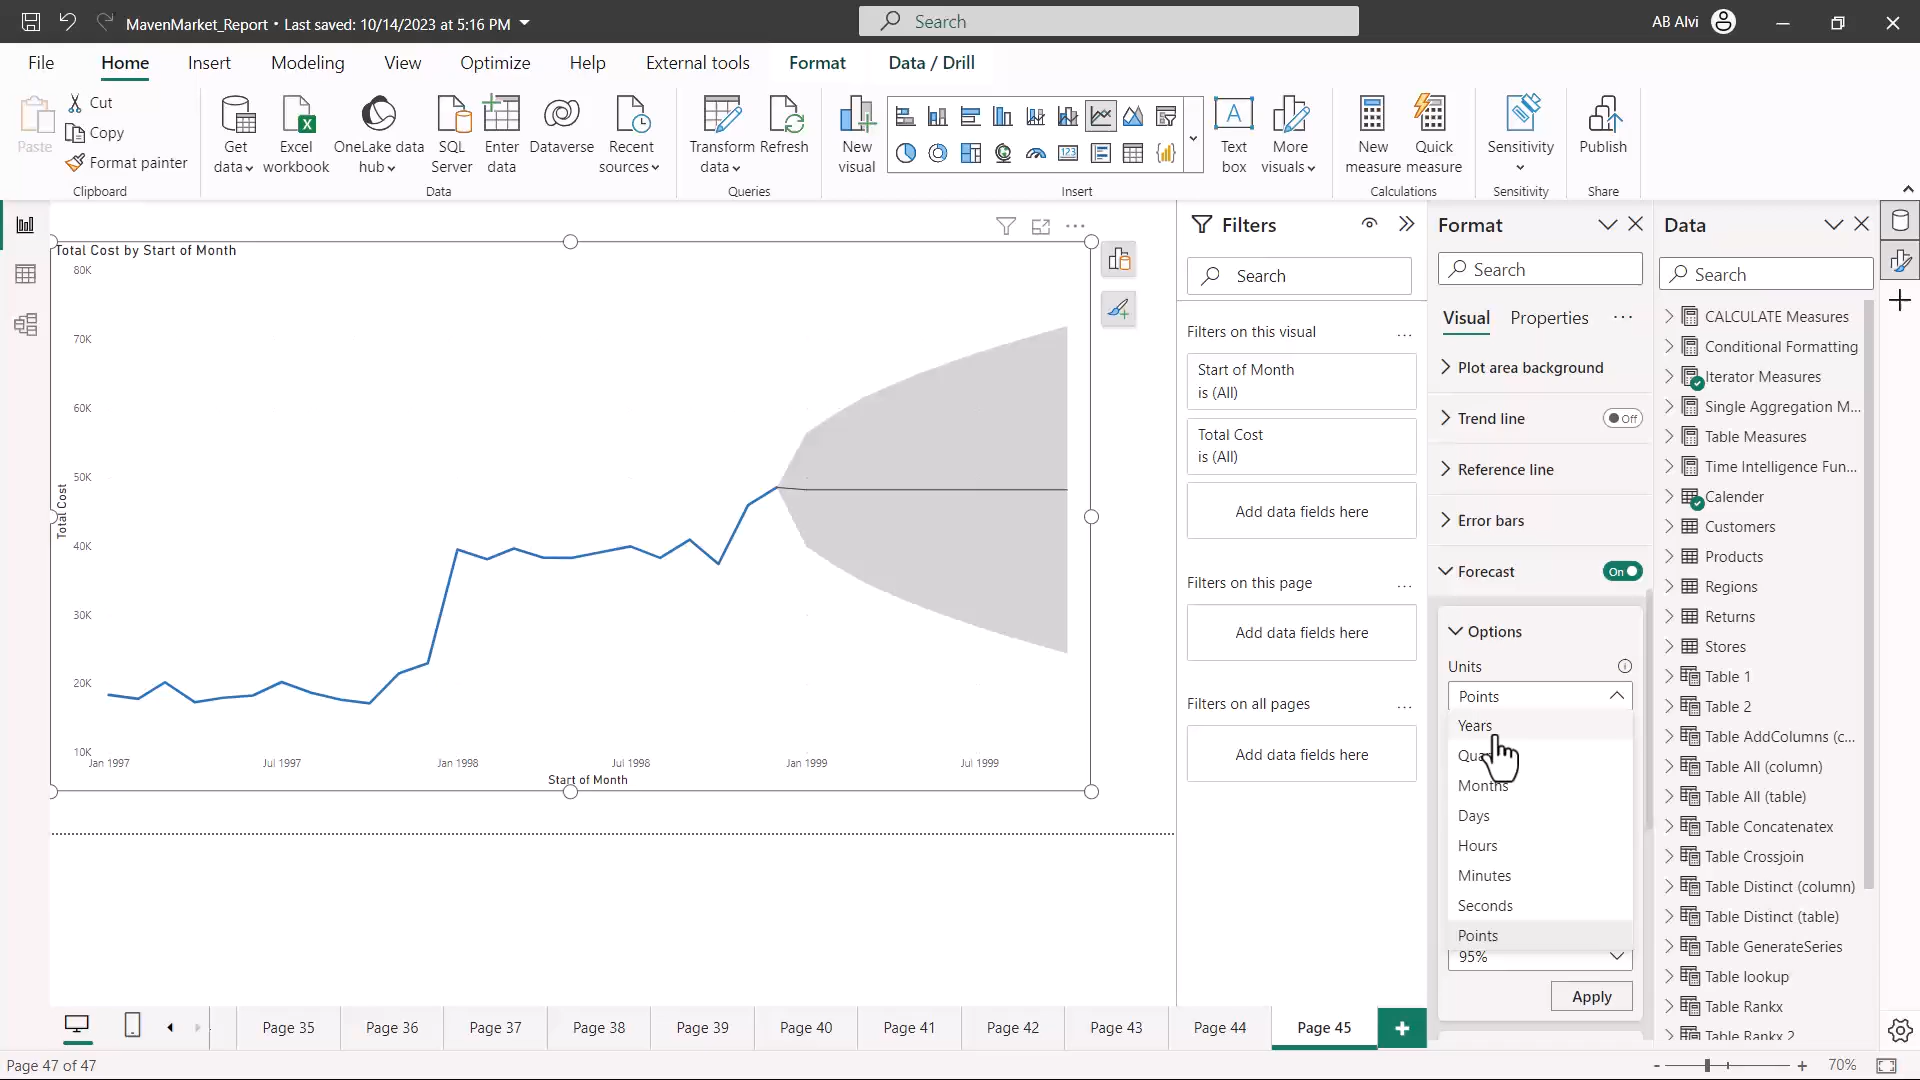 MavenMarket_Report • Last saved: 10/14/2023 at 5:16 PM
Search
AB Alvi
File
Home
Insert
Modeling
View
Optimize
Help
External tools
Format
Data / Drill
Paste
Cut
Copy
Format painter
Clipboard
Get data
Excel workbook
OneLake data hub
SQL Server
Enter data
Dataverse
Recent sources
Data
Transform data
Refresh
Queries
New visual
Text box
More visuals
Insert
New measure
Quick measure
Calculations
Sensitivity
Sensitivity
Publish
Share
Total Cost by Start of Month
80K
70K
60K
50K
40K
30K
20K
10K
Total Cost
Jan 1997
Jul 1997
Jan 1998
Jul 1998
Jan 1999
Jul 1999
Start of Month
Filters
Search
Filters on this visual
Start of Month
is (All)
Total Cost
is (All)
Add data fields here
Filters on this page
Add data fields here
Filters on all pages
Add data fields here
Format
Search
Visual
Properties
Plot area background
Trend line
Off
Reference line
Error bars
Forecast
On
Options
Units
Points
Years
Qua
Months
Days
Hours
Minutes
Seconds
Points
95%
Apply
Data
Search
CALCULATE Measures
Conditional Formatting
Iterator Measures
Single Aggregation M...
Table Measures
Time Intelligence Fun...
Calender
Customers
Products
Regions
Returns
Stores
Table 1
Table 2
Table AddColumns (c...
Table All (column)
Table All (table)
Table Concatenatex
Table Crossjoin
Table Distinct (column)
Table Distinct (table)
Table GenerateSeries
Table lookup
Table Rankx
Table Rankx 2
Page 35
Page 36
Page 37
Page 38
Page 39
Page 40
Page 41
Page 42
Page 43
Page 44
Page 45
Page 47 of 47
70%